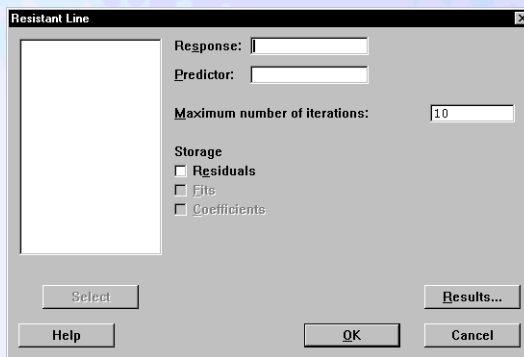 Resistant Line
Response:
Predictor:
Maximum number of iterations: 10
Storage
Residuals
Fits
Coefficients
Select
Results...
Help
OK
Cancel